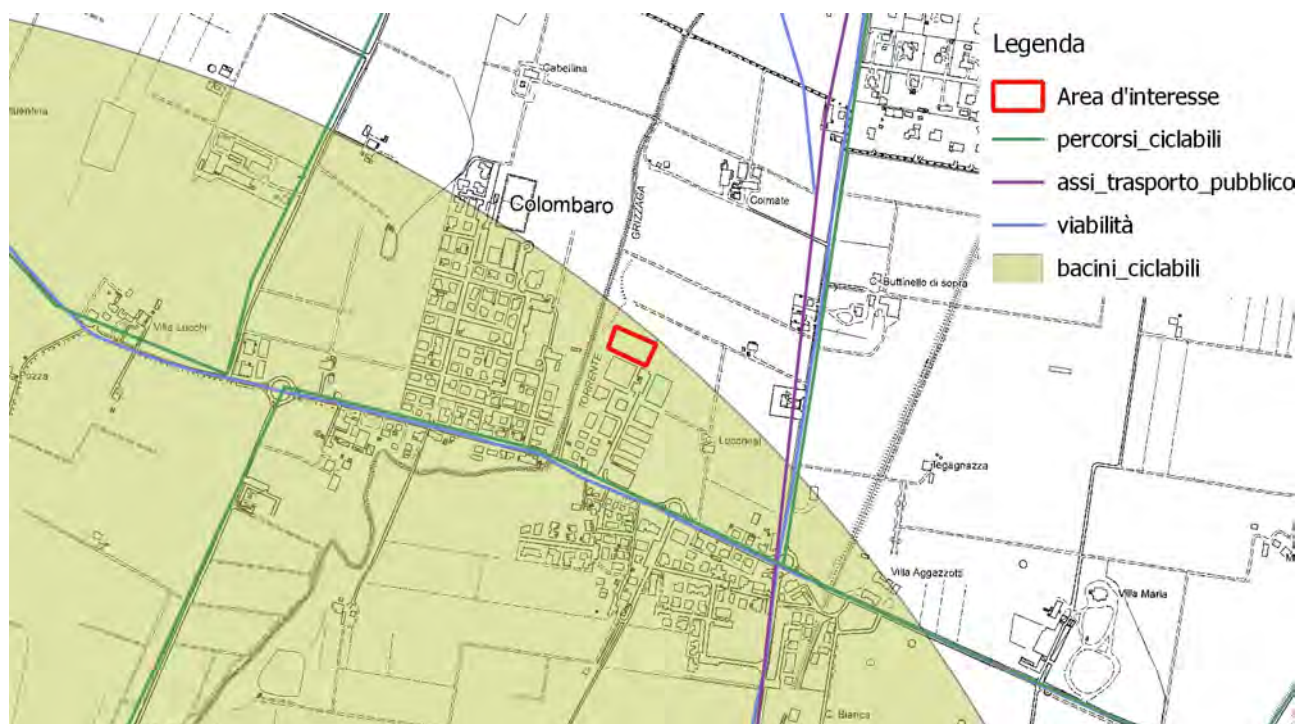 Legenda
Area d'interesse
percorsi_ciclabili
assi_trasporto_pubblico
viabilità
bacini_ciclabili
Cabellina
Colombaro
GRIZZAGA
Colmate
C. Buttinello di sopra
Villa Lucchi
TORRENTE
Tegagnazza
Villa Aggazzotti
Villa Maria
C. Bianca